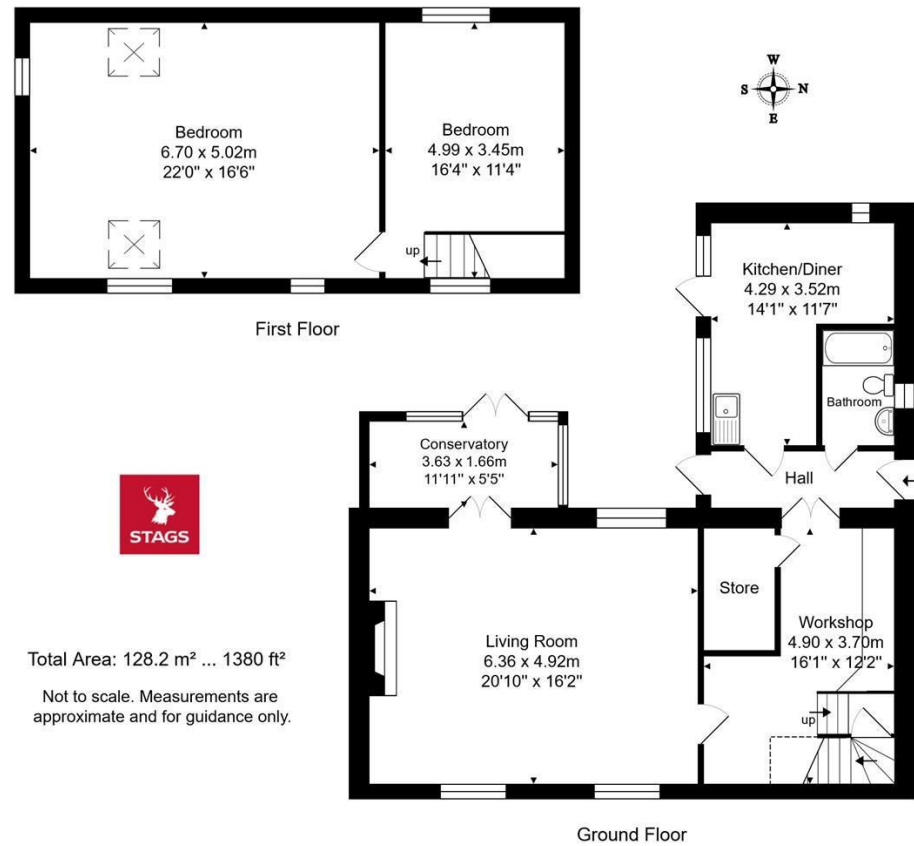 Bedroom
6.70 x 5.02m
22'0" x 16'6"
Bedroom
4.99 x 3.45m
16'4" x 11'4"
up
First Floor
W
S N
E
Kitchen/Diner
4.29 x 3.52m
14'1" x 11'7"
Bathroom
Conservatory
3.63 x 1.66m
11'11" x 5'5"
Hall
STAGS
Store
Living Room
6.36 x 4.92m
20'10" x 16'2"
Workshop
4.90 x 3.70m
16'1" x 12'2"
up
Total Area: 128.2 m² ... 1380 ft²
Not to scale. Measurements are
approximate and for guidance only.
Ground Floor